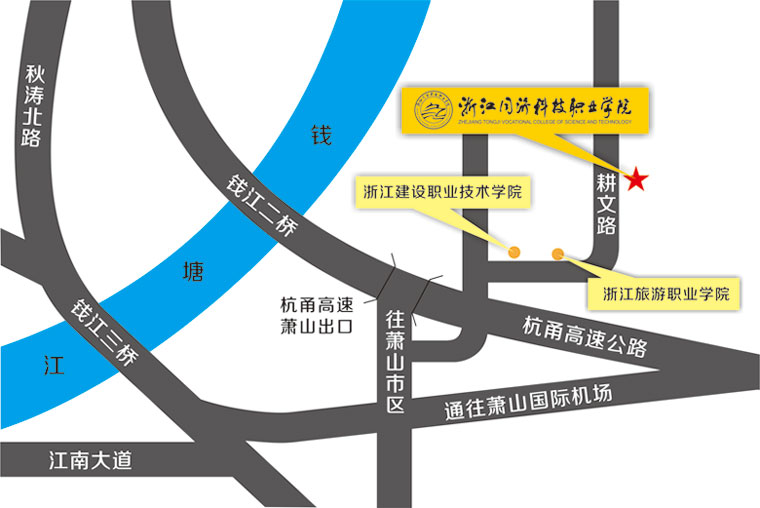 秋涛北路
钱
塘
江
浙江同济科技职业学院
ZHEJIANG TONGJI VOCATIONAL COLLEGE OF SCIENCE AND TECHNOLOGY
钱江二桥
浙江建设职业技术学院
耕文路
浙江旅游职业学院
杭甬高速
萧山出口
钱江三桥
往萧山市区
杭甬高速公路
通往萧山国际机场
江南大道